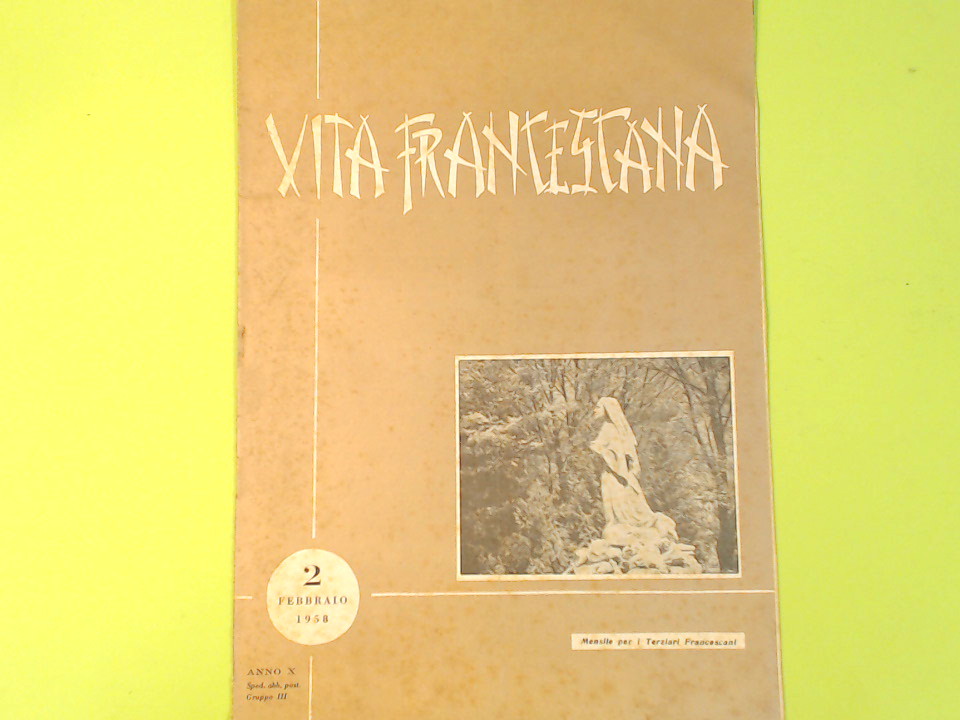 VITA FRANCESCANA
2
FEBBRAIO
1958
Mensile per i Terziari Francescani
ANNO X
Sped. abb. post.
Gruppo III